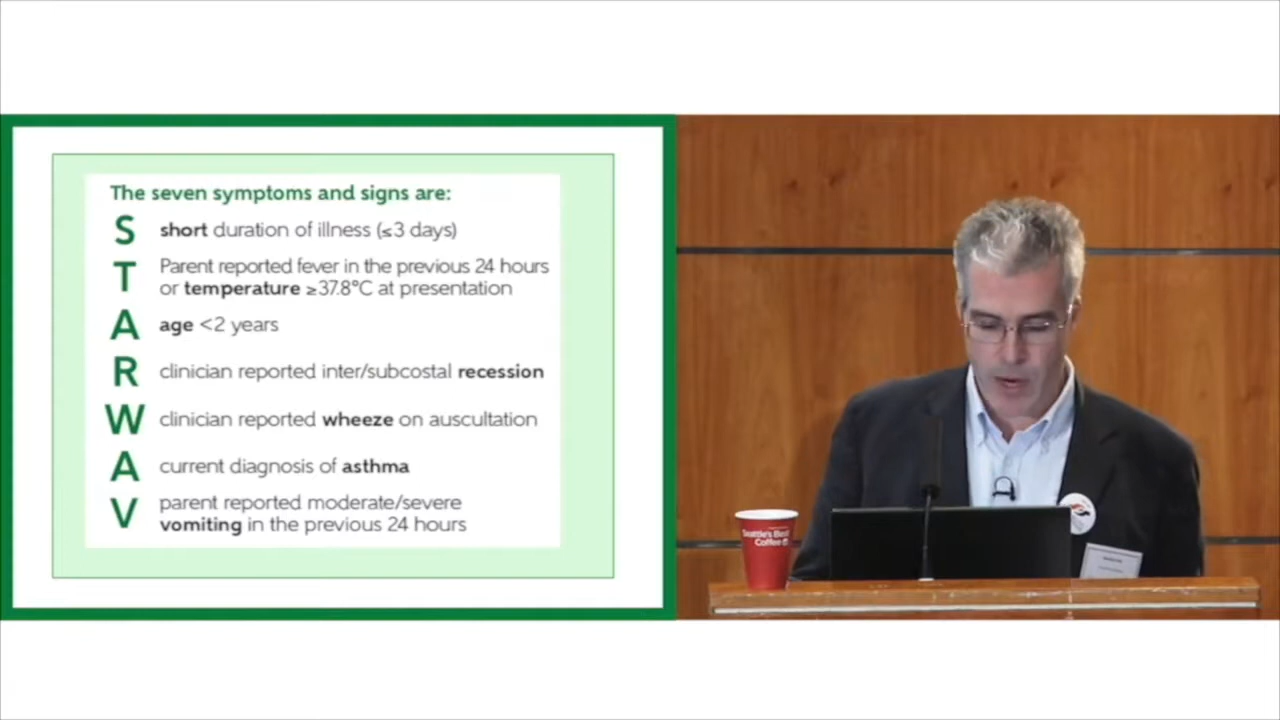 The seven symptoms and signs are:
S short duration of illness (≤3 days)
T Parent reported fever in the previous 24 hours
or temperature ≥37.8°C at presentation
A age <2 years
R clinician reported inter/subcostal recession
W clinician reported wheeze on auscultation
A current diagnosis of asthma
V parent reported moderate/severe
vomiting in the previous 24 hours
Seattle's Best
Coffee